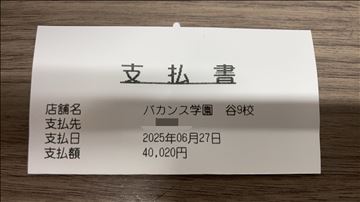 支払書
店舗名 バカンス学園 谷9校
支払先
支払日 2025年06月27日
支払額 40,020円